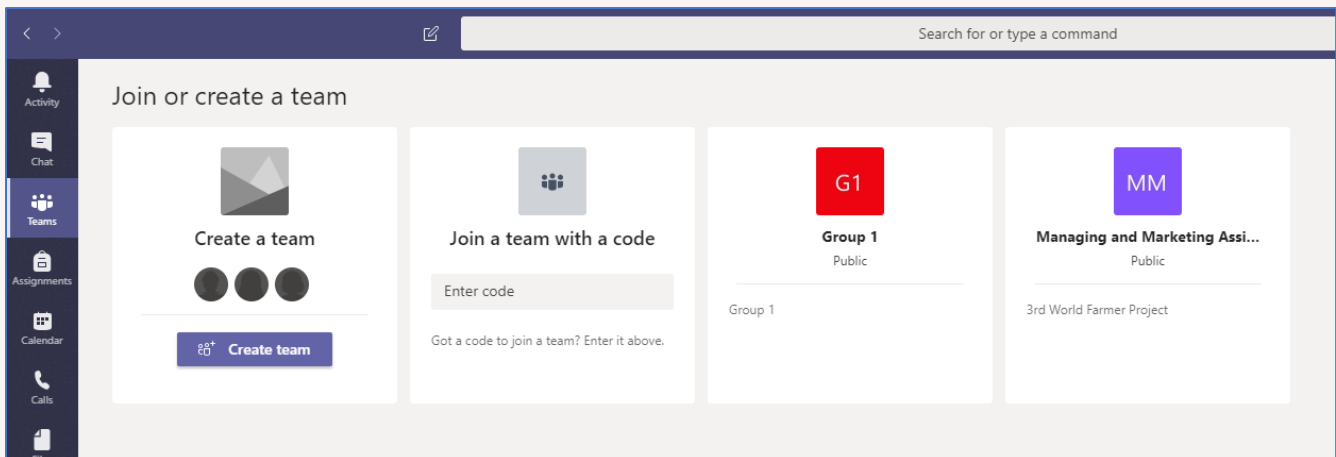 Search for or type a command
Activity
Chat
Teams
Assignments
Calendar
Calls
Join or create a team
Create a team
Create team
Join a team with a code
Enter code
Got a code to join a team? Enter it above.
G1
Group 1
Public
Group 1
MM
Managing and Marketing Assi...
Public
3rd World Farmer Project